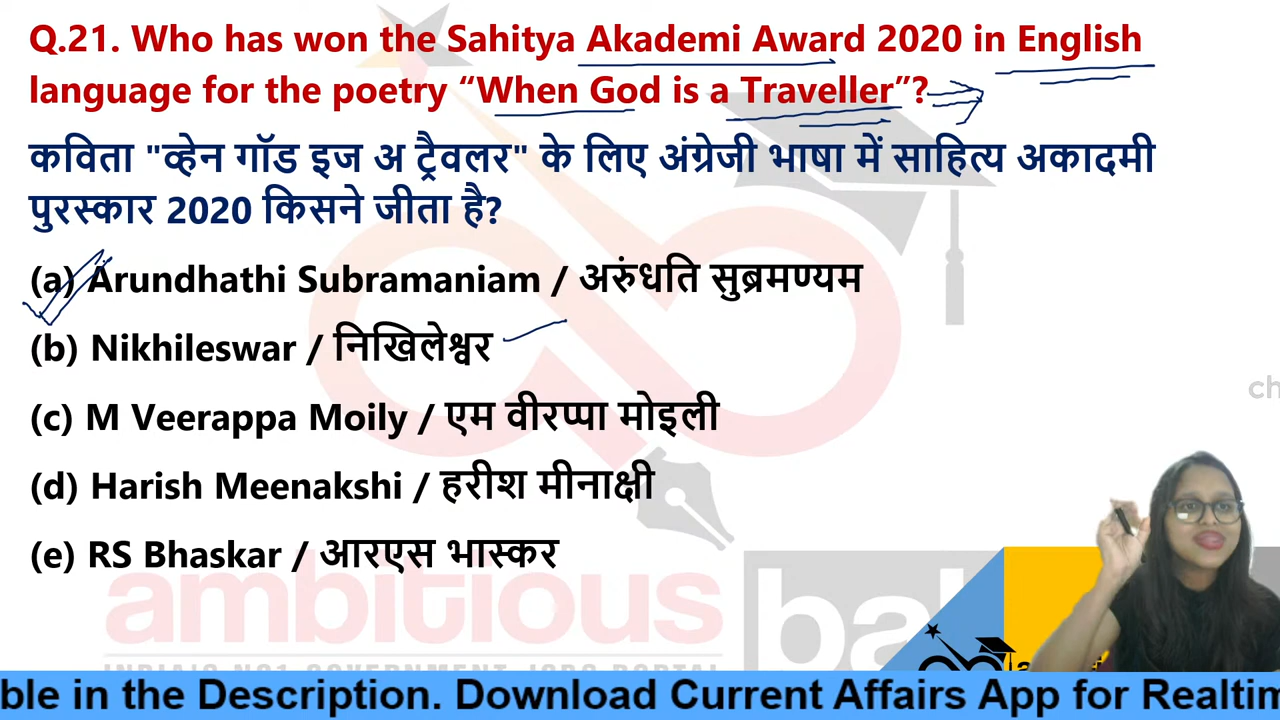 Q.21. Who has won the Sahitya Akademi Award 2020 in English
language for the poetry “When God is a Traveller”?
कविता "व्हेन गॉड इज अ ट्रैवलर" के लिए अंग्रेजी भाषा में साहित्य अकादमी
पुरस्कार 2020 किसने जीता है?
(a) Arundhathi Subramaniam / अरुंधति सुब्रमण्यम
(b) Nikhileswar / निखिलेश्वर
(c) M Veerappa Moily / एम वीरप्पा मोइली
(d) Harish Meenakshi / हरीश मीनाक्षी
(e) RS Bhaskar / आरएस भास्कर
ambitious
ble in the Description. Download Current Affairs App for Realtim